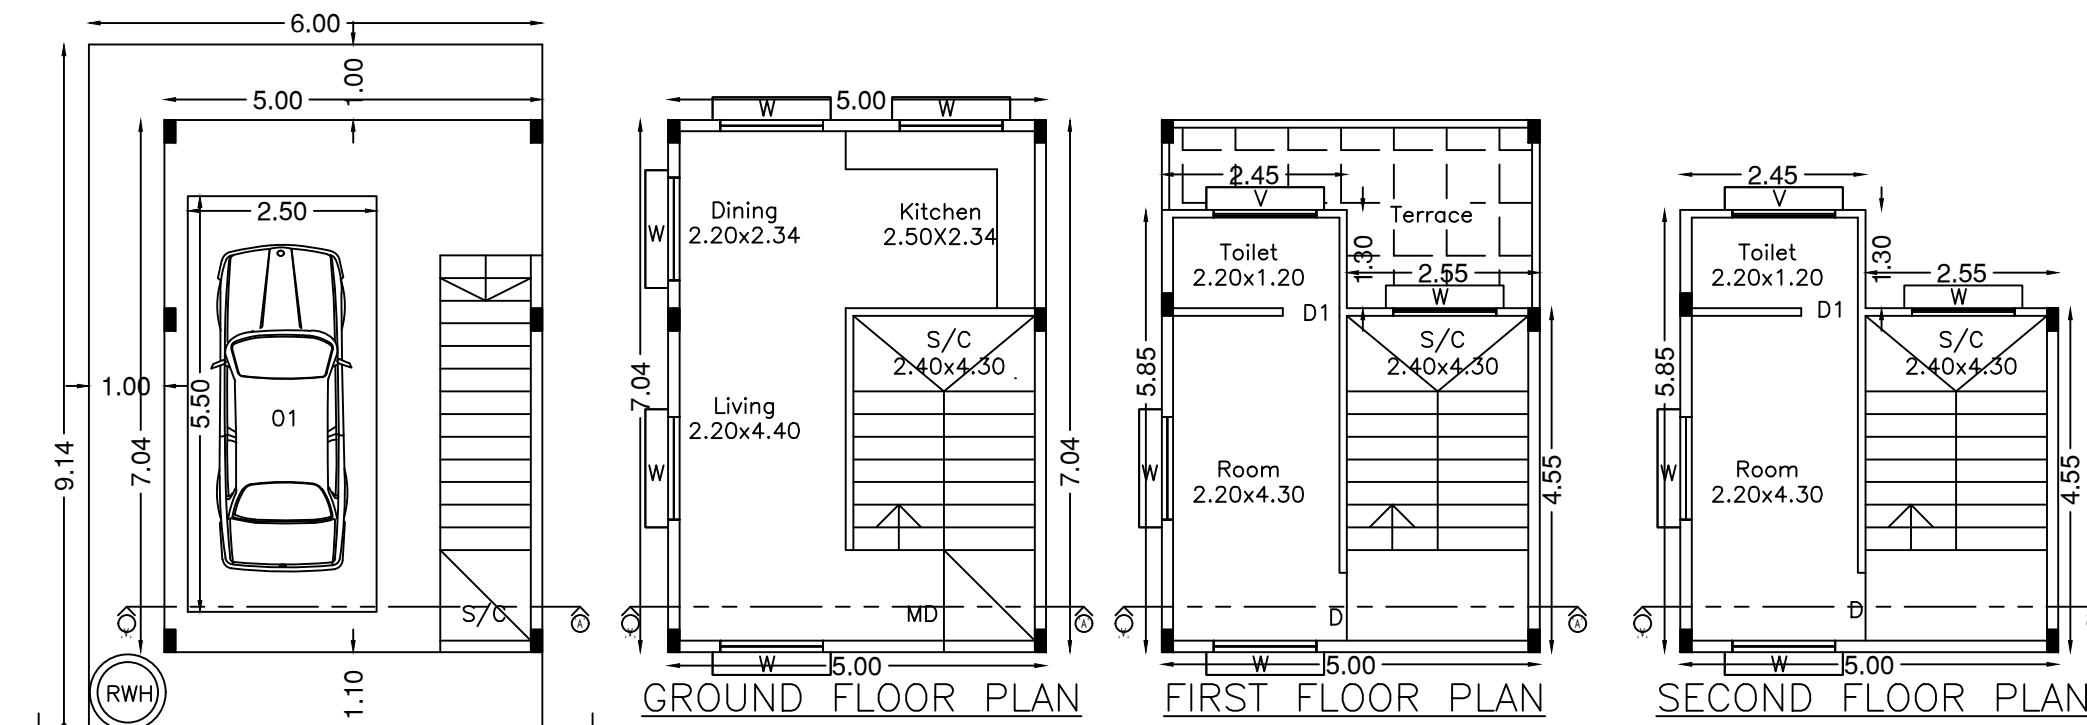 6.00
1.00
5.00
2.50
1.00
5.50
01
7.04
9.14
S/C
A
RWH
1.10
W
5.00
W
W
Dining
2.20x2.34
Kitchen
2.50X2.34
S/C
2.40x4.30
7.04
Living
2.20x4.40
W
7.04
MD
A
W
5.00
GROUND FLOOR PLAN
2.45
V
Terrace
Toilet
2.20x1.20
1.30
2.55
W
D1
S/C
2.40x4.30
5.85
W
Room
2.20x4.30
4.55
D
A
W
5.00
FIRST FLOOR PLAN
2.45
V
Toilet
2.20x1.20
1.30
2.55
W
D1
S/C
2.40x4.30
5.85
W
Room
2.20x4.30
4.55
D
W
5.00
SECOND FLOOR PLAN